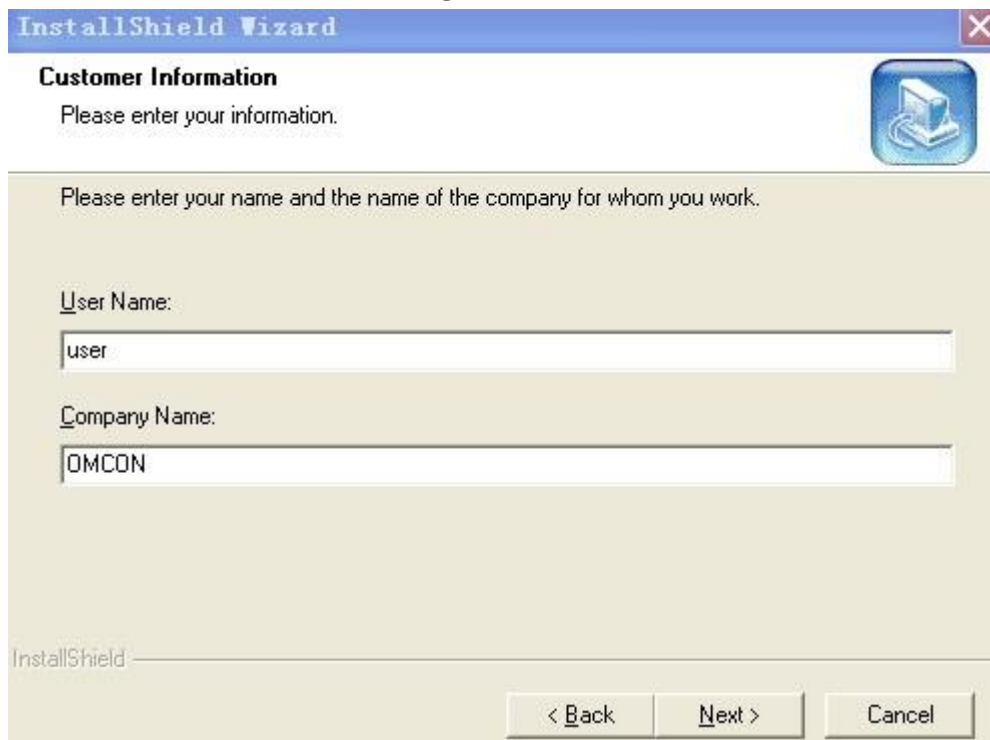 InstallShield Wizard
Customer Information
Please enter your information.
Please enter your name and the name of the company for whom you work.
User Name:
user
Company Name:
OMCON
InstallShield
< Back Next > Cancel